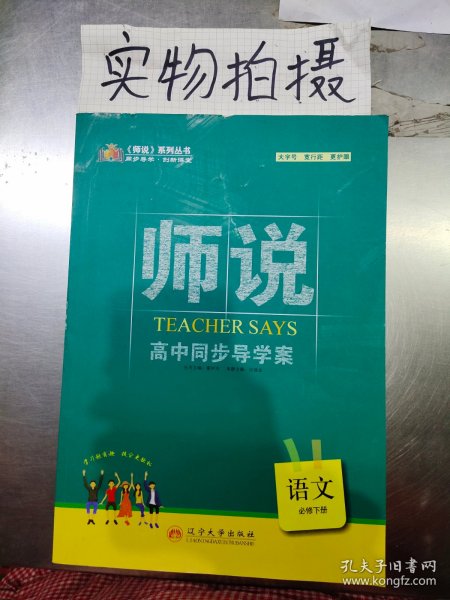 实物拍摄
《师说》系列丛书
同步导学·创新课堂
大字号 宽行距 更护眼
师说
TEACHER SAYS
高中同步导学案
语文
必修下册
辽宁大学出版社
LIAONINGDAXUECHUBANSHE
孔夫子旧书网
www.kongfz.com